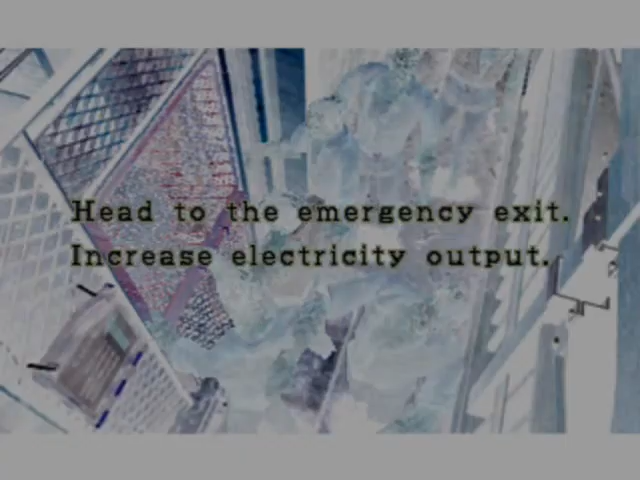 Head to the emergency exit.
Increase electricity output.